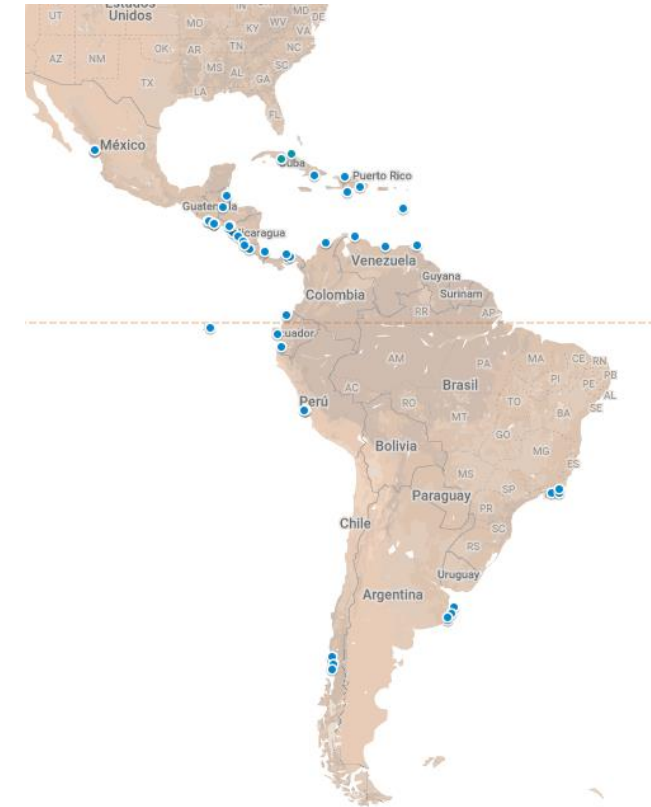 Estados
Unidos
UT
MO
IN
KY
WV
MD
DE
VA
AZ
NM
OK
AR
TN
NC
MS
AL
SC
GA
TX
LA
FL
México
Cuba
Puerto Rico
Guatemala
Nicaragua
Venezuela
Guyana
Surinam
Colombia
RR
AP
Ecuador
AM
PA
MA
CE
RN
PB
PI
PE
AL
AC
Brasil
TO
SE
Perú
RO
MT
BA
GO
Bolivia
MG
MS
ES
SP
Paraguay
PR
Chile
SC
RS
Uruguay
Argentina